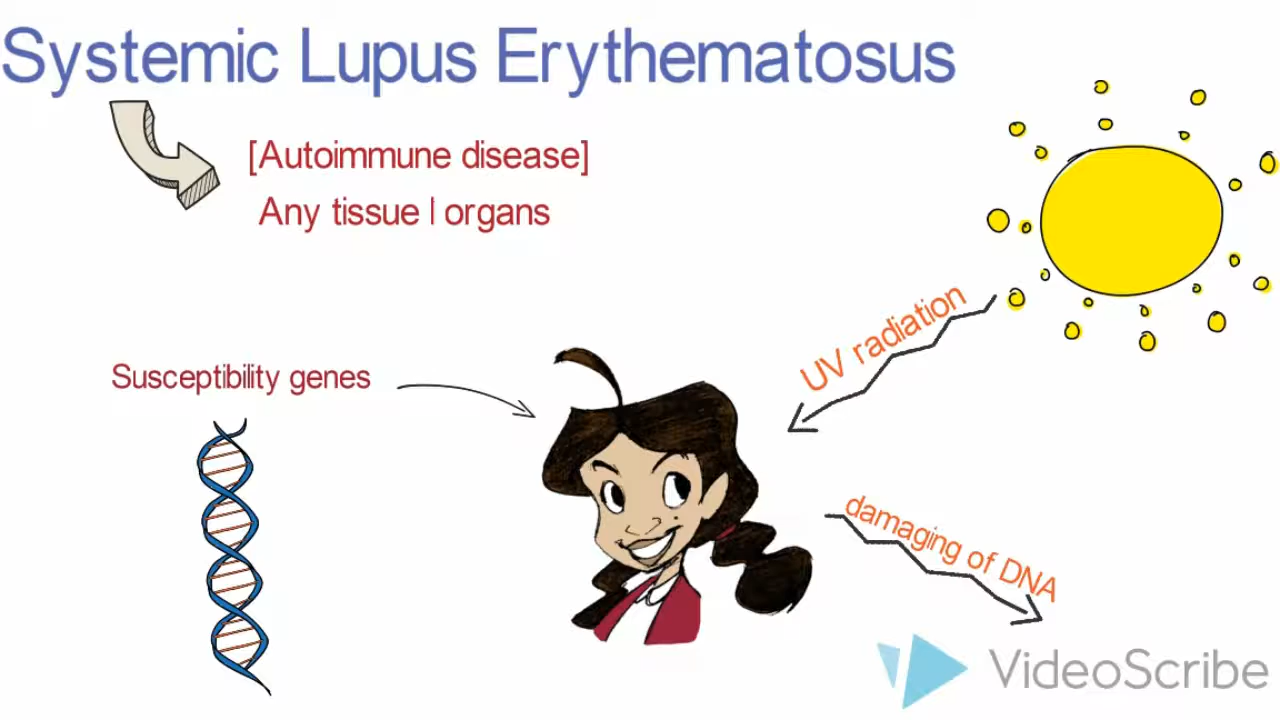 Systemic Lupus Erythematosus
[Autoimmune disease]
Any tissue | organs
UV radiation
Susceptibility genes
damaging of DNA
VideoScribe